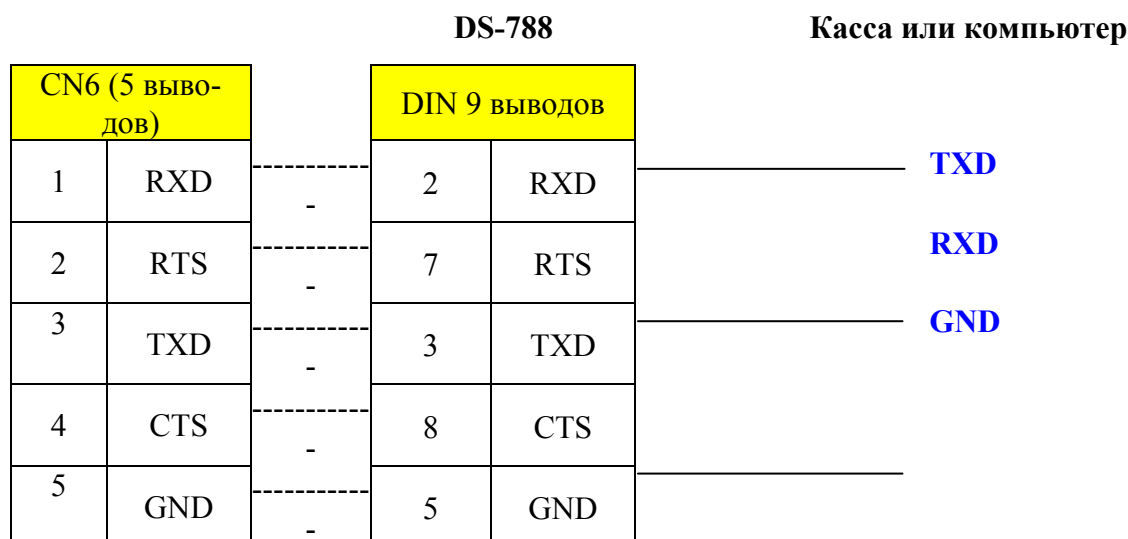 DS-788 Касса или компьютер
CN6 (5 выво-
дов)
DIN 9 выводов
1 RXD 2 RXD TXD
2 RTS 7 RTS RXD
3 TXD 3 TXD GND
4 CTS 8 CTS
5 GND 5 GND